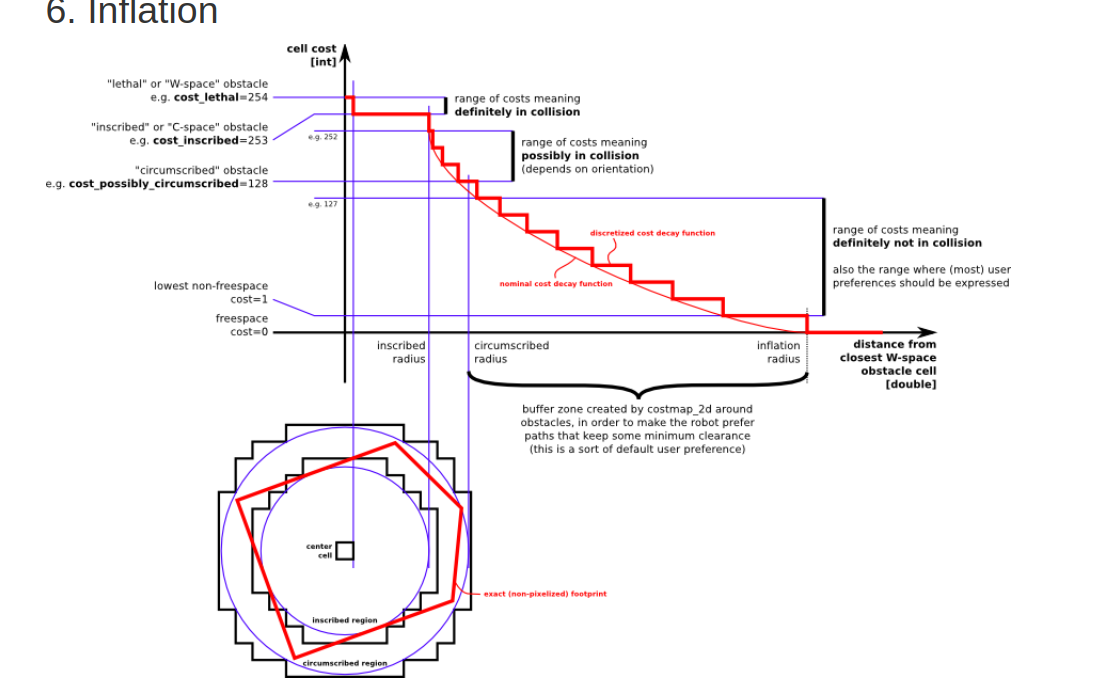 6. Inflation
cell cost
[int]
"lethal" or "W-space" obstacle
e.g. cost_lethal=254
"inscribed" or "C-space" obstacle
e.g. cost_inscribed=253
e.g. 252
"circumscribed" obstacle
e.g. cost_possibly_circumscribed=128
e.g. 127
range of costs meaning
definitely in collision
range of costs meaning
possibly in collision
(depends on orientation)
range of costs meaning
definitely not in collision
also the range where (most) user
preferences should be expressed
discretized cost decay function
nominal cost decay function
lowest non-freespace
cost=1
freespace
cost=0
inscribed
radius
circumscribed
radius
inflation
radius
distance from
closest W-space
obstacle cell
[double]
buffer zone created by costmap_2d around
obstacles, in order to make the robot prefer
paths that keep some minimum clearance
(this is a sort of default user preference)
center
cell
exact (non-pixelized) footprint
inscribed region
circumscribed region